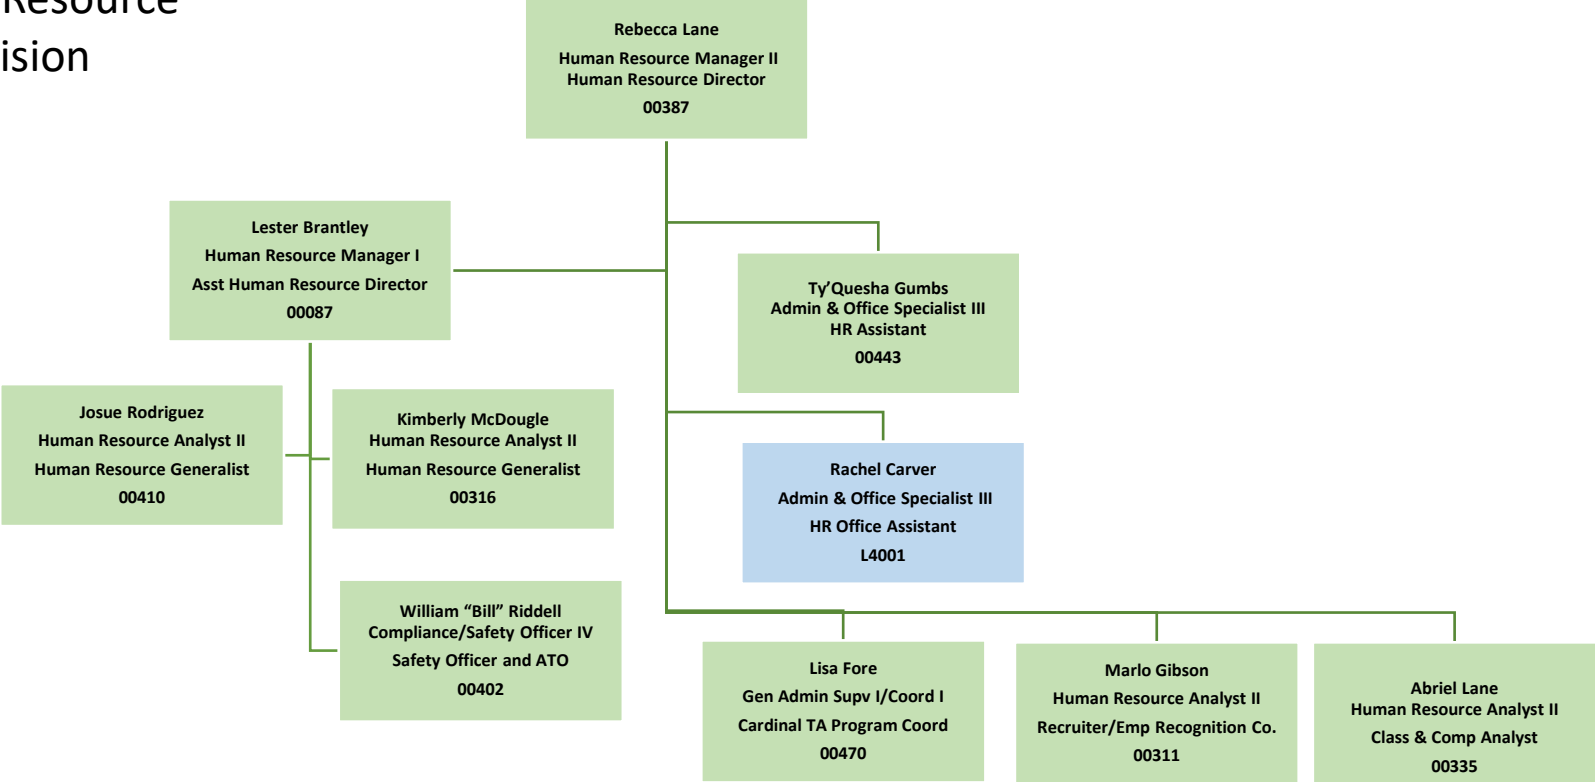 Resource
ision
Rebecca Lane
Human Resource Manager II
Human Resource Director
00387
Lester Brantley
Human Resource Manager I
Asst Human Resource Director
00087
Ty’Quesha Gumbs
Admin & Office Specialist III
HR Assistant
00443
Josue Rodriguez
Human Resource Analyst II
Human Resource Generalist
00410
Kimberly McDougle
Human Resource Analyst II
Human Resource Generalist
00316
Rachel Carver
Admin & Office Specialist III
HR Office Assistant
L4001
William “Bill” Riddell
Compliance/Safety Officer IV
Safety Officer and ATO
00402
Lisa Fore
Gen Admin Supv I/Coord I
Cardinal TA Program Coord
00470
Marlo Gibson
Human Resource Analyst II
Recruiter/Emp Recognition Co.
00311
Abriel Lane
Human Resource Analyst II
Class & Comp Analyst
00335